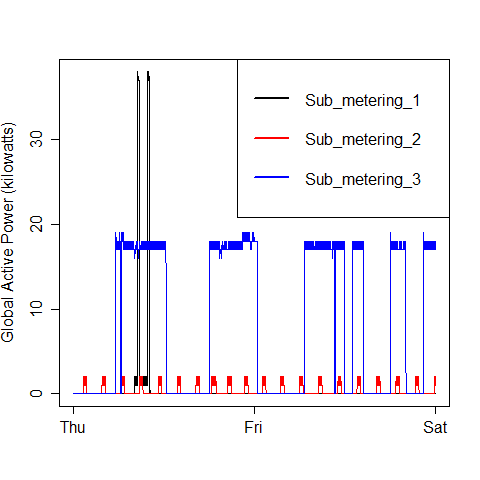 Global Active Power (kilowatts)
30
20
10
0
Sub_metering_1
Sub_metering_2
Sub_metering_3
Thu
Fri
Sat